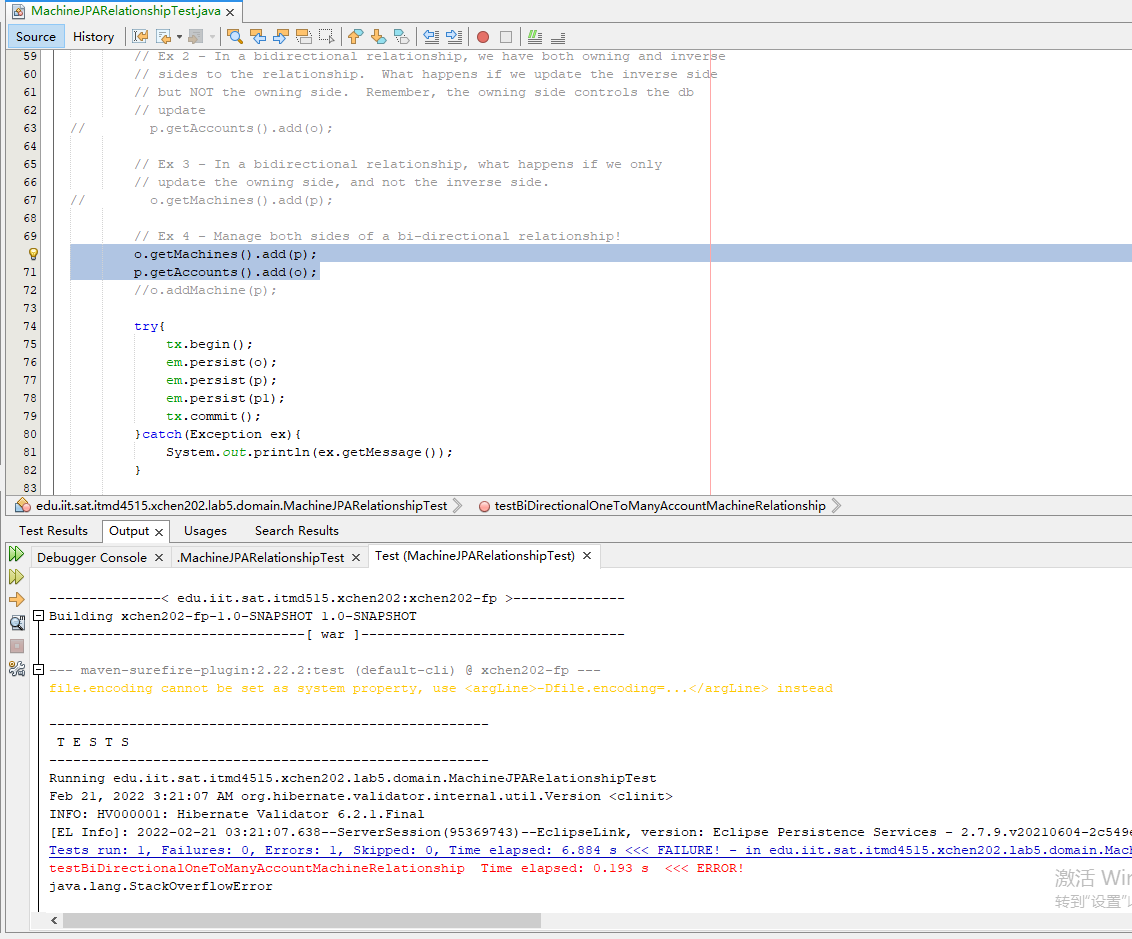 MachineJPARelationshipTest.java
Source History
59 // Ex 2 - In a bidirectional relationship, we have both owning and inverse
60 // sides to the relationship.  What happens if we update the inverse side
61 // but NOT the owning side.  Remember, the owning side controls the db
62 // update
63 // p.getAccounts().add(o);
64
65 // Ex 3 - In a bidirectional relationship, what happens if we only
66 // update the owning side, and not the inverse side.
67 // o.getMachines().add(p);
68
69 // Ex 4 - Manage both sides of a bi-directional relationship!
o.getMachines().add(p);
71 p.getAccounts().add(o);
72 //o.addMachine(p);
73
74 try{
75 tx.begin();
76 em.persist(o);
77 em.persist(p);
78 em.persist(p1);
79 tx.commit();
80 }catch(Exception ex){
81 System.out.println(ex.getMessage());
82 }
83
edu.iit.sat.itmd4515.xchen202.lab5.domain.MachineJPARelationshipTest testBiDirectionalOneToManyAccountMachineRelationship
Test Results Output Usages Search Results
Debugger Console .MachineJPARelationshipTest Test (MachineJPARelationshipTest)
--------------< edu.iit.sat.itmd515.xchen202:xchen202-fp >--------------
Building xchen202-fp-1.0-SNAPSHOT 1.0-SNAPSHOT
--------------------------------[ war ]---------------------------------
--- maven-surefire-plugin:2.22.2:test (default-cli) @ xchen202-fp ---
file.encoding cannot be set as system property, use <argLine>-Dfile.encoding=...</argLine> instead
-------------------------------------------------------
T E S T S
-------------------------------------------------------
Running edu.iit.sat.itmd4515.xchen202.lab5.domain.MachineJPARelationshipTest
Feb 21, 2022 3:21:07 AM org.hibernate.validator.internal.util.Version <clinit>
INFO: HV000001: Hibernate Validator 6.2.1.Final
[EL Info]: 2022-02-21 03:21:07.638--ServerSession(95369743)--EclipseLink, version: Eclipse Persistence Services - 2.7.9.v20210604-2c549e
Tests run: 1, Failures: 0, Errors: 1, Skipped: 0, Time elapsed: 6.884 s <<< FAILURE! - in edu.iit.sat.itmd4515.xchen202.lab5.domain.Mach
testBiDirectionalOneToManyAccountMachineRelationship  Time elapsed: 0.193 s  <<< ERROR!
java.lang.StackOverflowError
激活 Win
转到"设置"以